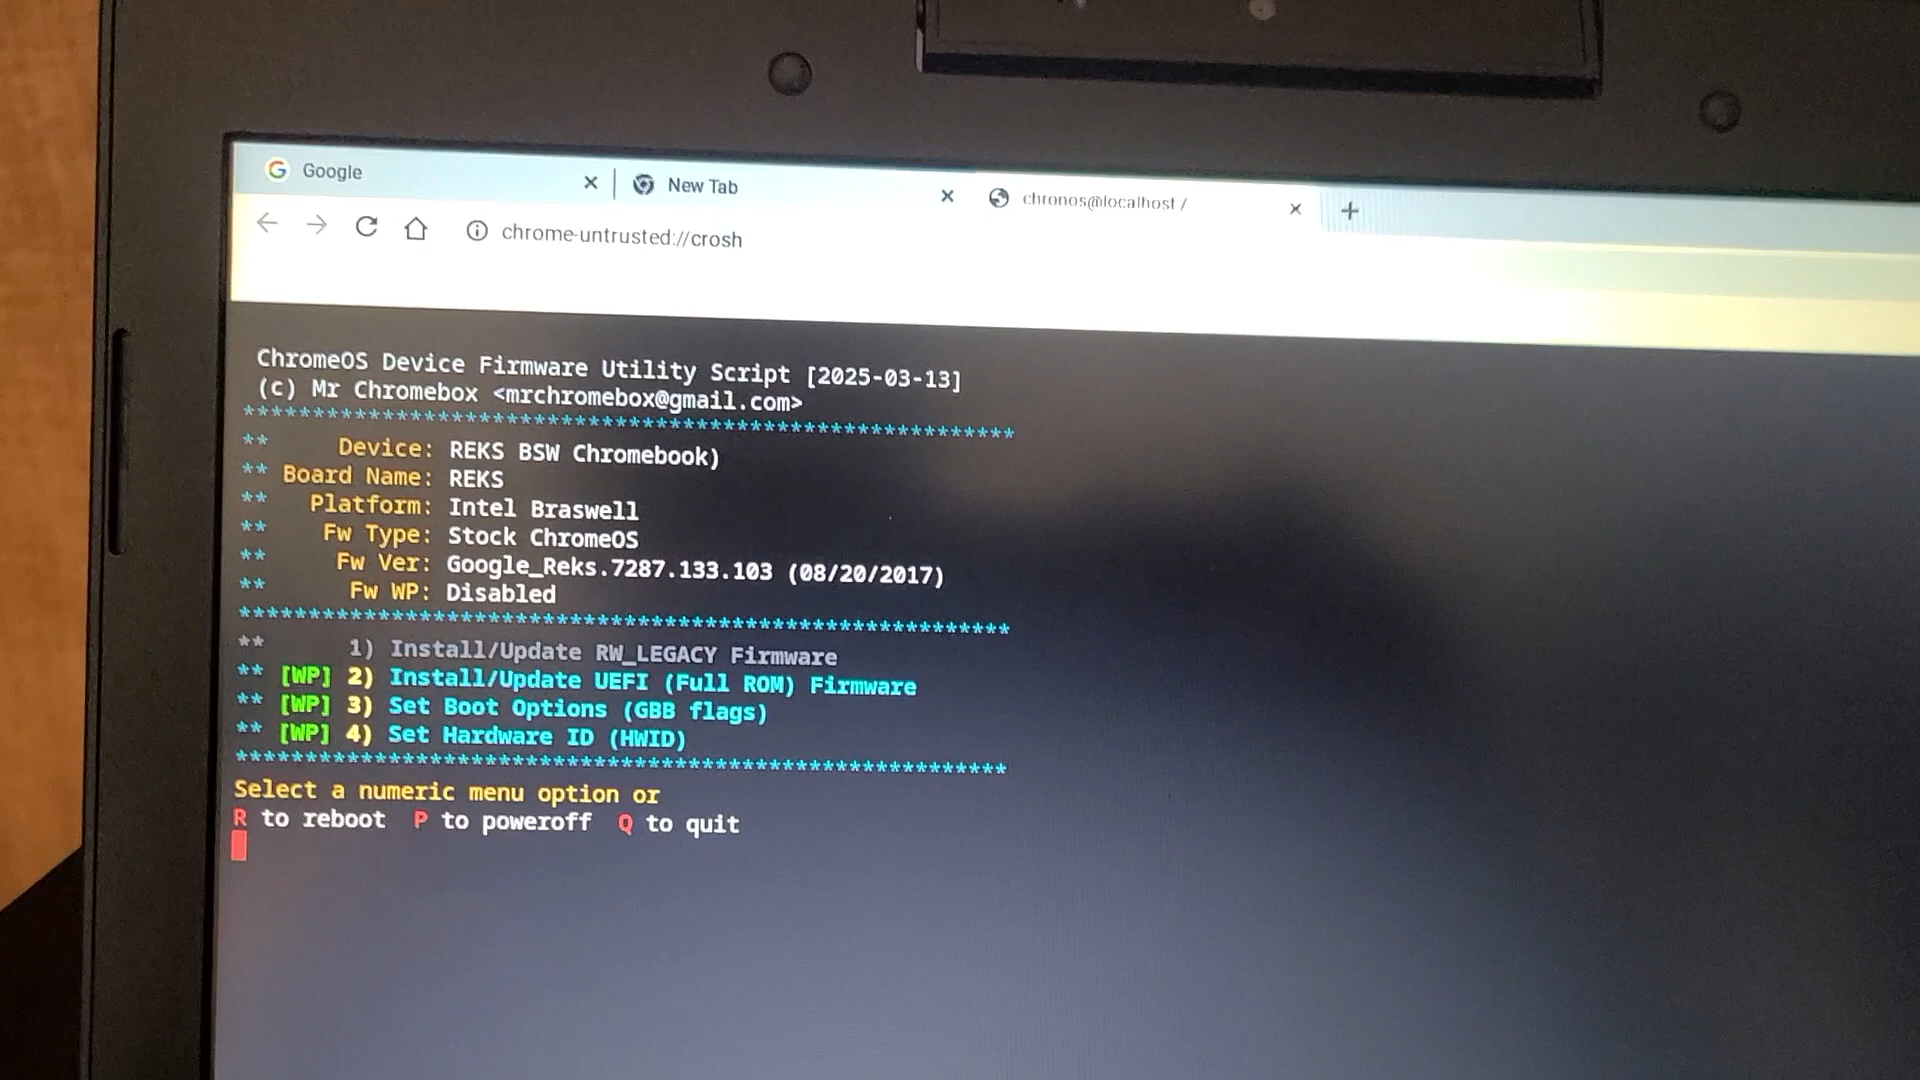 Google
New Tab
chronos@localhost /
chrome-untrusted://crosh
ChromeOS Device Firmware Utility Script [2025-03-13]
(c) Mr Chromebox <mrchromebox@gmail.com>
*********************************************************
** Device: REKS BSW Chromebook)
** Board Name: REKS
** Platform: Intel Braswell
** Fw Type: Stock ChromeOS
** Fw Ver: Google_Reks.7287.133.103 (08/20/2017)
** Fw WP: Disabled
*********************************************************
** 1) Install/Update RW_LEGACY Firmware
** [WP] 2) Install/Update UEFI (Full ROM) Firmware
** [WP] 3) Set Boot Options (GBB flags)
** [WP] 4) Set Hardware ID (HWID)
*********************************************************
Select a numeric menu option or
R to reboot P to poweroff Q to quit